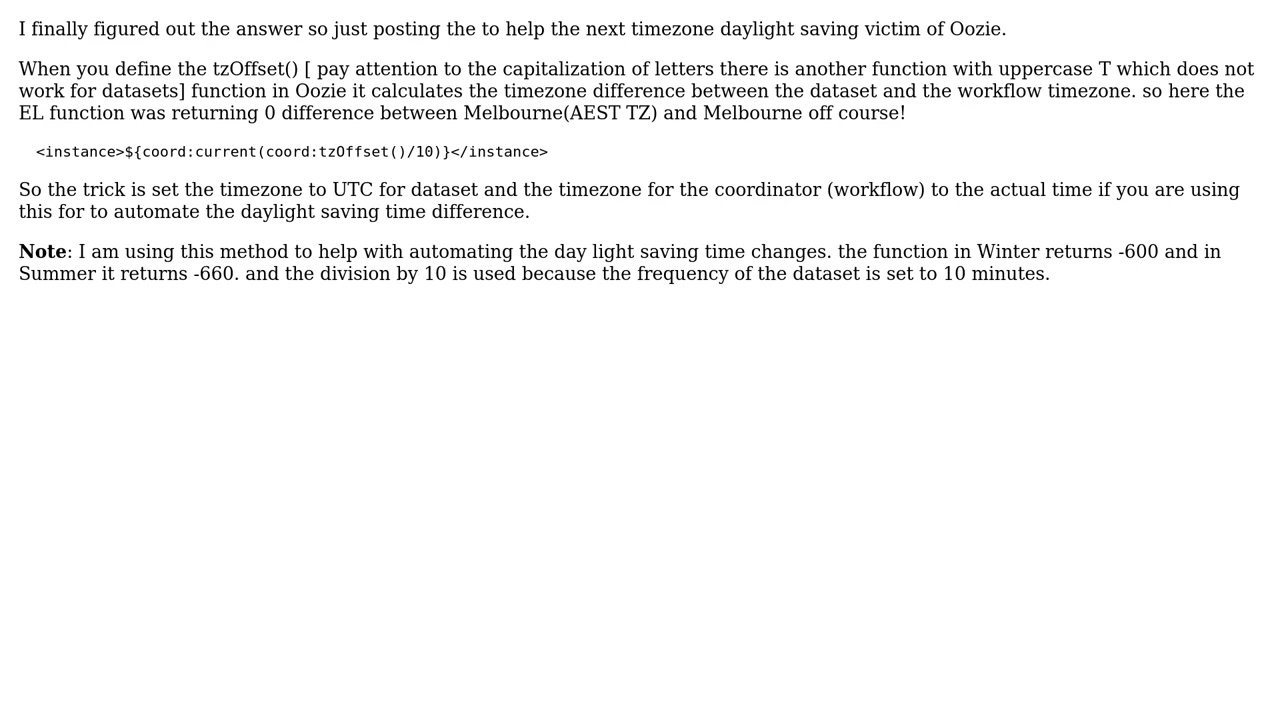 I finally figured out the answer so just posting the to help the next timezone daylight saving victim of Oozie.
When you define the tzOffset() [ pay attention to the capitalization of letters there is another function with uppercase T which does not
work for datasets] function in Oozie it calculates the timezone difference between the dataset and the workflow timezone. so here the
EL function was returning 0 difference between Melbourne(AEST TZ) and Melbourne off course!
<instance>${coord:current(coord:tzOffset()/10)}</instance>
So the trick is set the timezone to UTC for dataset and the timezone for the coordinator (workflow) to the actual time if you are using
this for to automate the daylight saving time difference.
Note: I am using this method to help with automating the day light saving time changes. the function in Winter returns -600 and in
Summer it returns -660. and the division by 10 is used because the frequency of the dataset is set to 10 minutes.